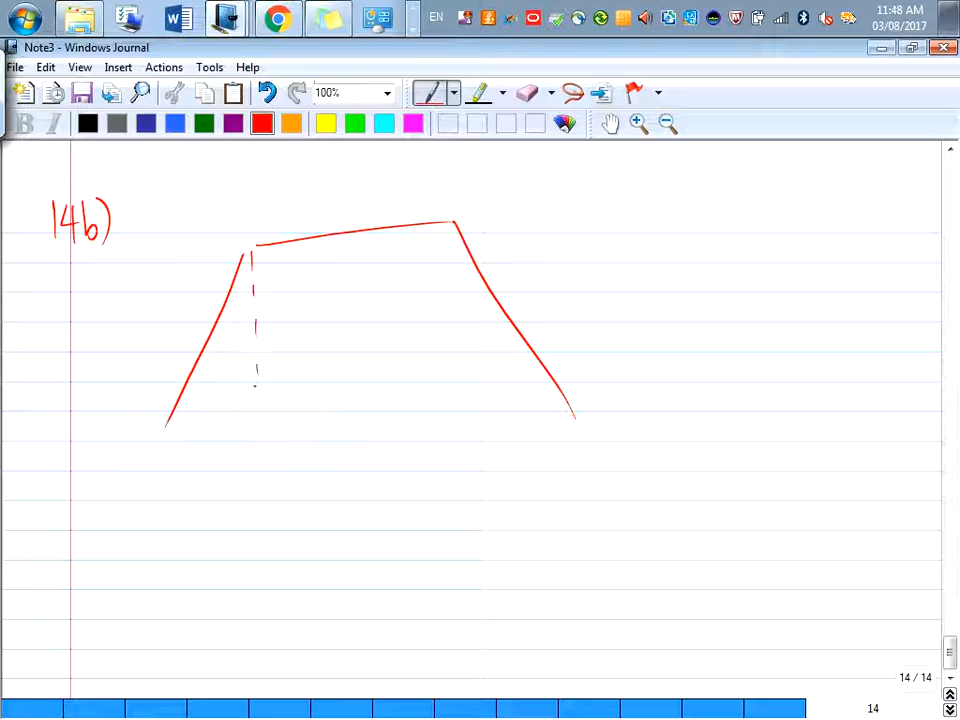 EN
11:48 AM
03/08/2017
Note3 - Windows Journal
File Edit View Insert Actions Tools Help
100%
B I
14b)
14 / 14
14